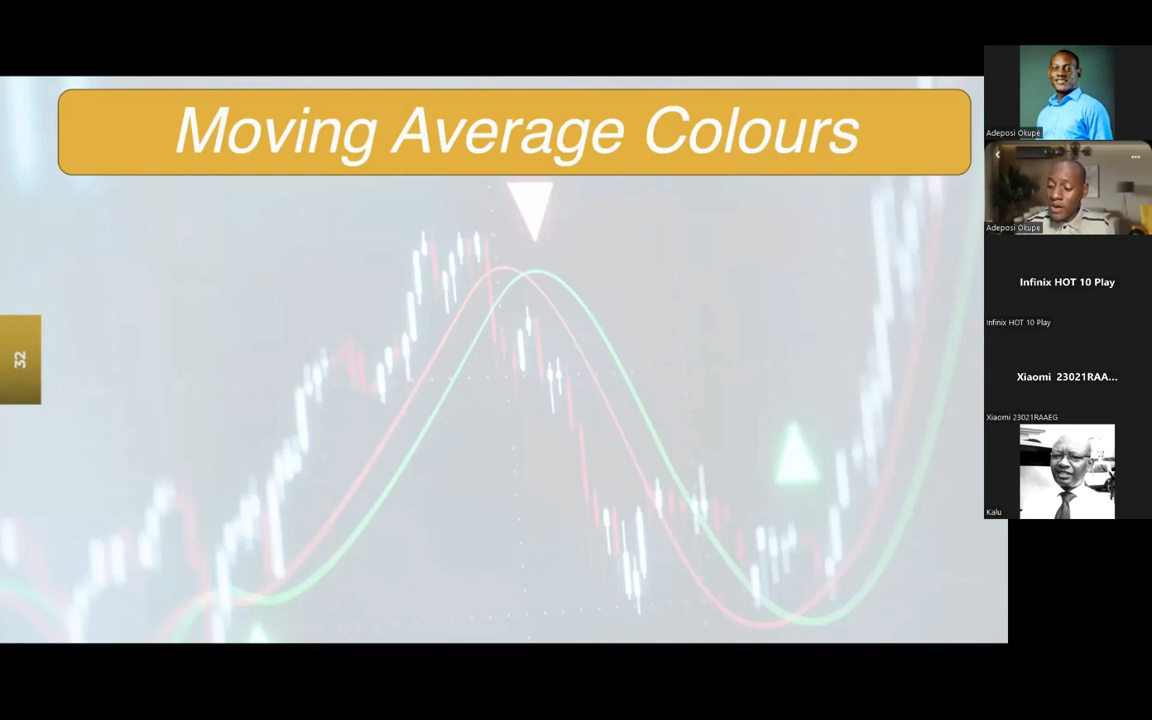 Moving Average Colours
32
Adeposi Okupe
Adeposi Okupe
Infinix HOT 10 Play
Infinix HOT 10 Play
Xiaomi 23021RAA...
Xiaomi 23021RAAEG
Kalu